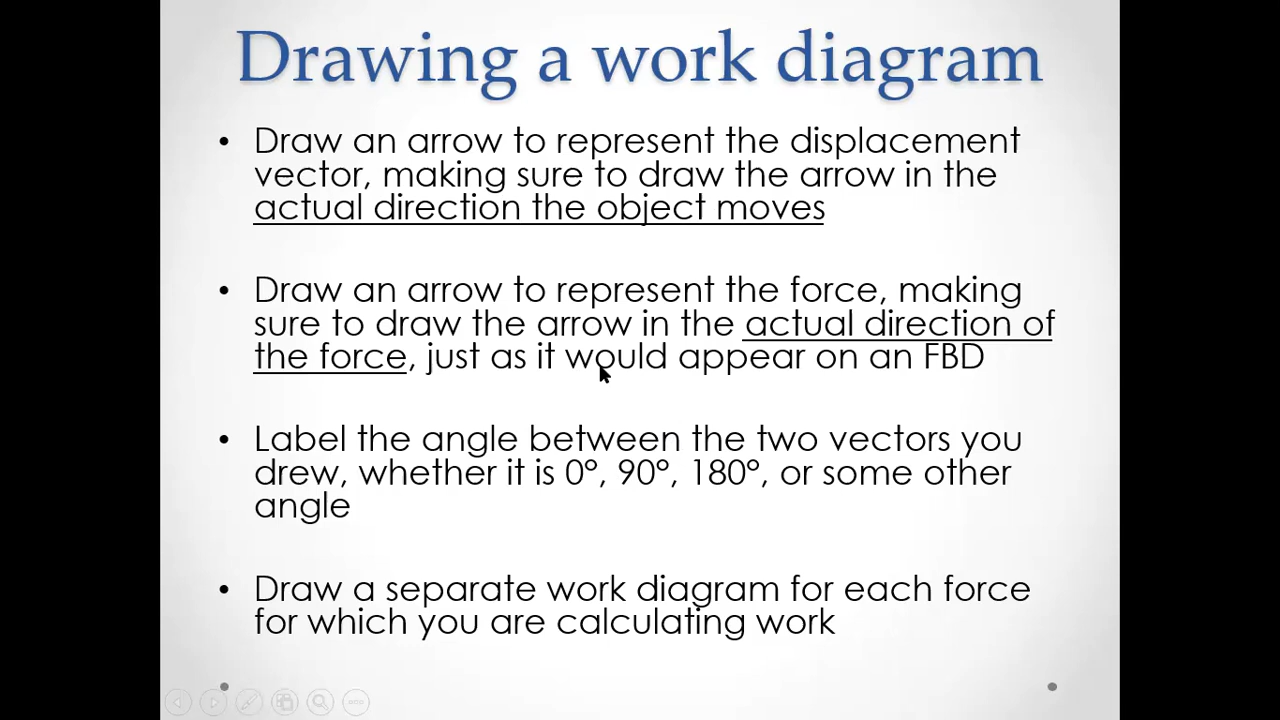 Drawing a work diagram
• Draw an arrow to represent the displacement
vector, making sure to draw the arrow in the
actual direction the object moves
• Draw an arrow to represent the force, making
sure to draw the arrow in the actual direction of
the force, just as it would appear on an FBD
• Label the angle between the two vectors you
drew, whether it is 0°, 90°, 180°, or some other
angle
• Draw a separate work diagram for each force
for which you are calculating work